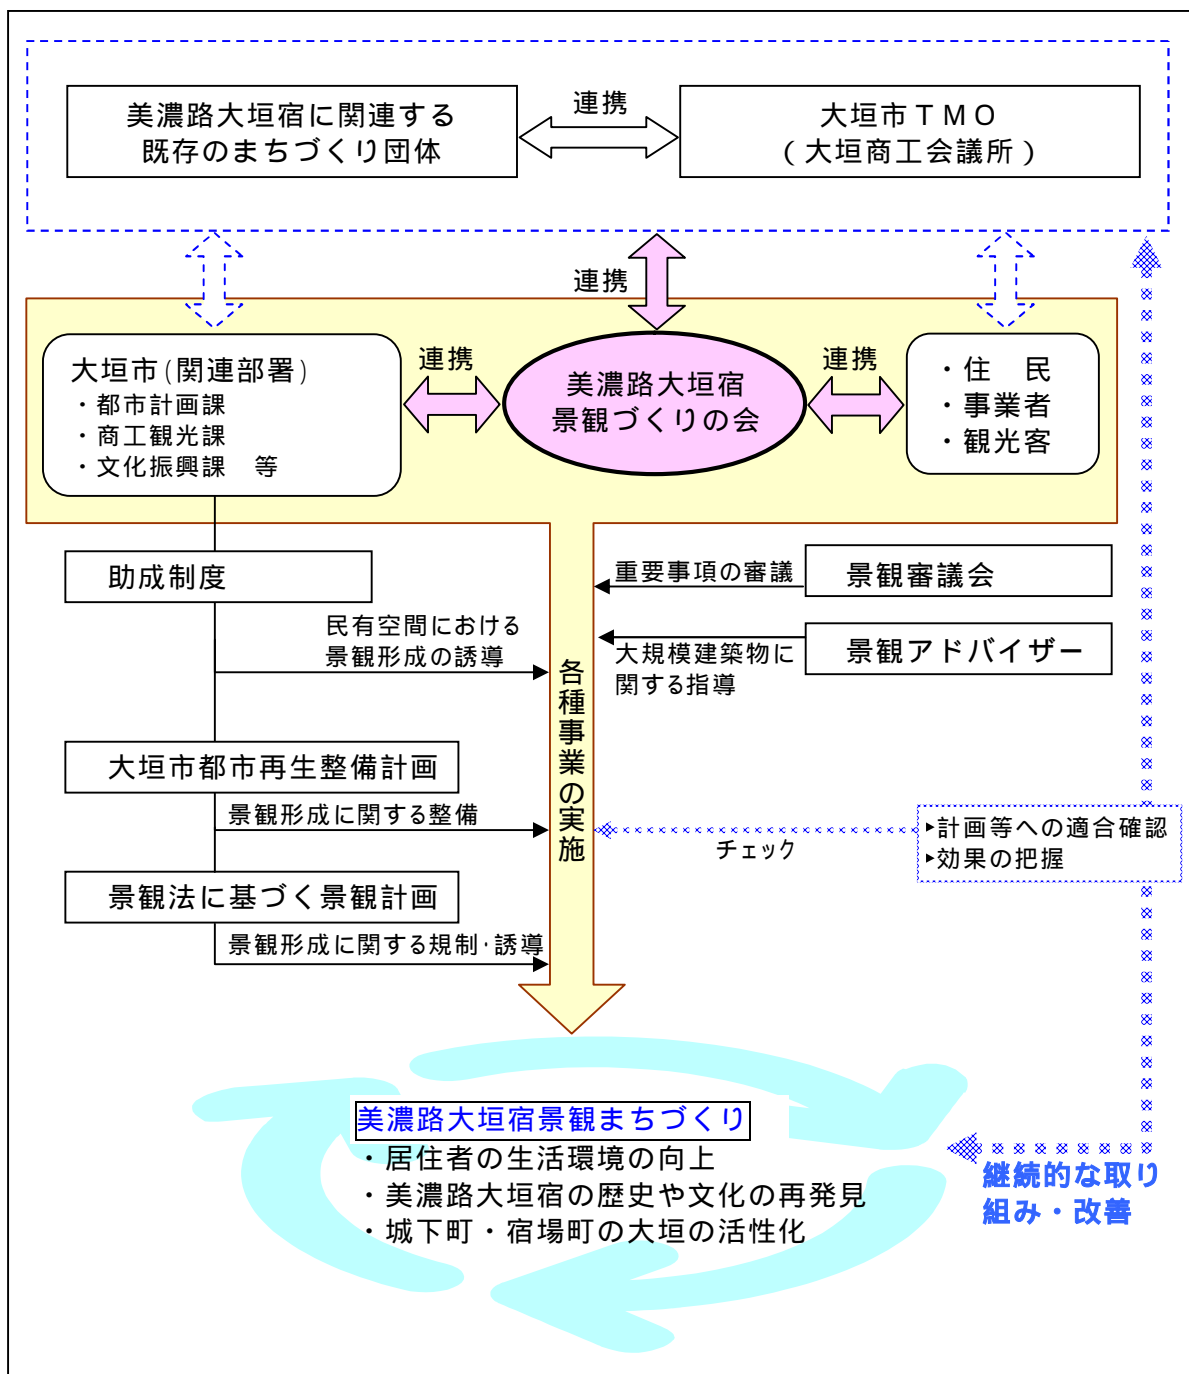 美濃路大垣宿に関連する
既存のまちづくり団体
連携
大垣市ＴＭＯ
（大垣商工会議所）
連携
大垣市(関連部署)
・都市計画課
・商工観光課
・文化振興課　等
連携
美濃路大垣宿
景観づくりの会
連携
・住　民
・事業者
・観光客
助成制度
民有空間における
景観形成の誘導
大垣市都市再生整備計画
景観形成に関する整備
景観法に基づく景観計画
景観形成に関する規制・誘導
各種事業の実施
重要事項の審議
景観審議会
大規模建築物に
関する指導
景観アドバイザー
チェック
▸計画等への適合確認
▸効果の把握
美濃路大垣宿景観まちづくり
・居住者の生活環境の向上
・美濃路大垣宿の歴史や文化の再発見
・城下町・宿場町の大垣の活性化
継続的な取り
組み・改善